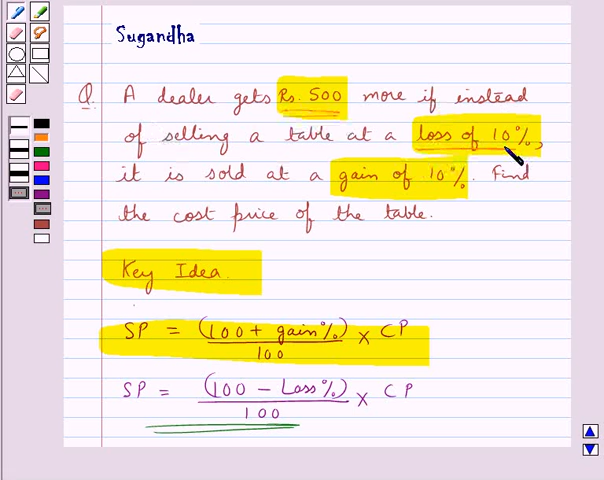 Sugandha
Q. A dealer gets Rs. 500 more if instead
of selling a table at a loss of 10%,
it is sold at a gain of 10%. Find
the cost price of the table.
Key Idea.
SP = (100 + gain%)/100 × CP
SP = (100 - Loss%)/100 × CP